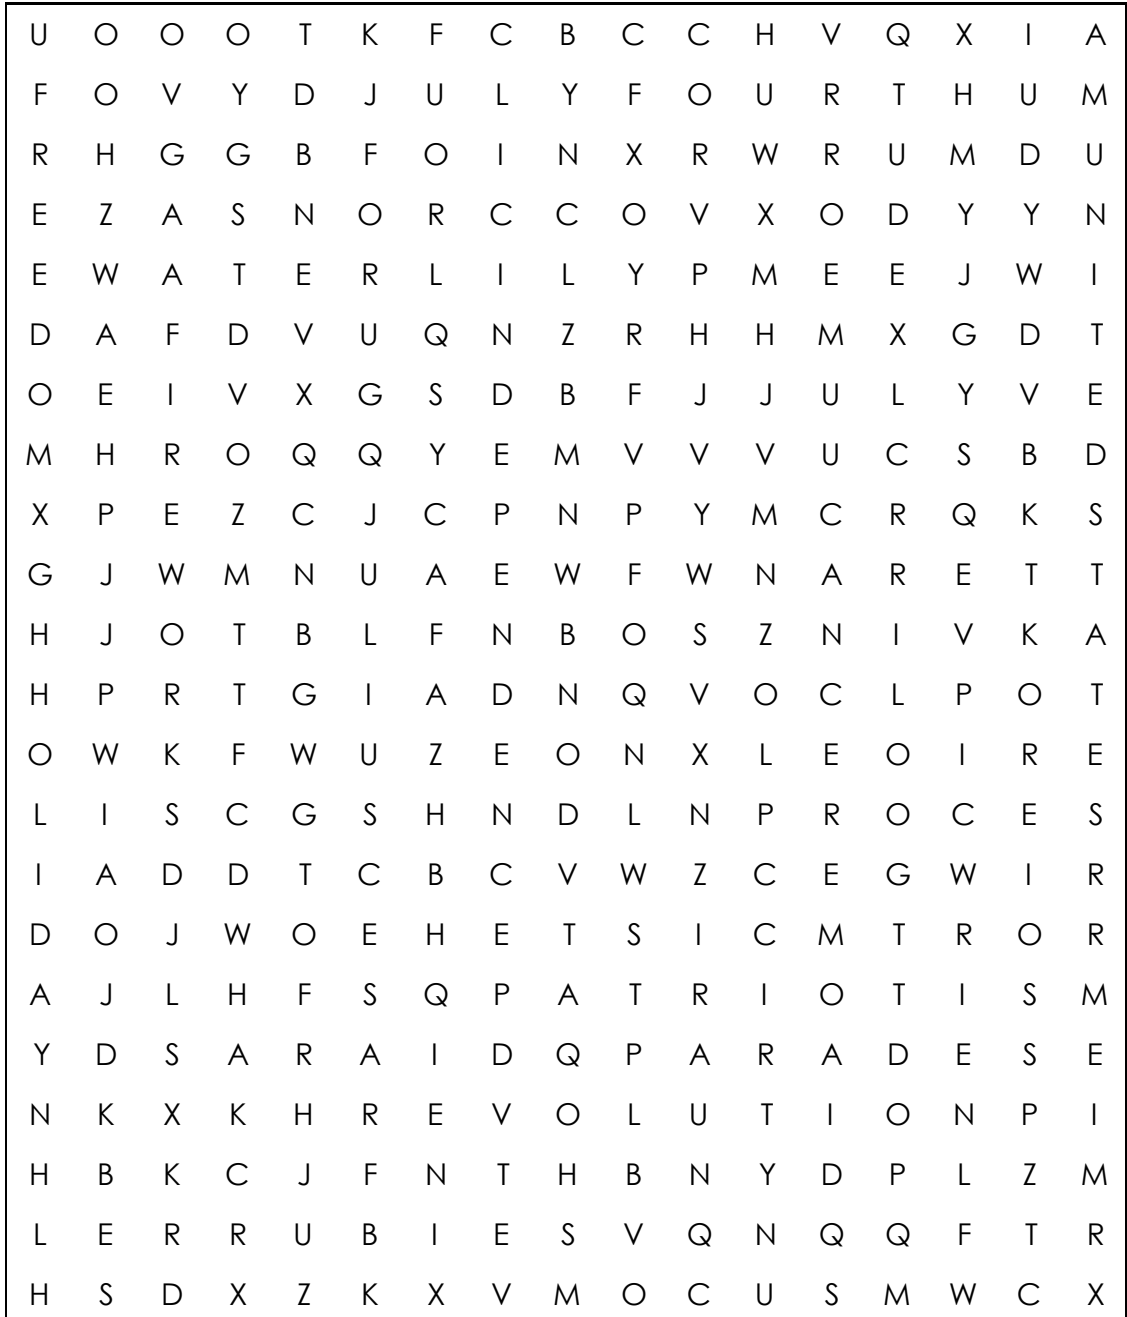 U O O O T K F C B C C H V Q X I A
F O V Y D J U L Y F O U R T H U M
R H G G B F O I N X R W R U M D U
E Z A S N O R C C O V X O D Y Y N
E W A T E R L I L Y P M E E J W I
D A F D V U Q N Z R H H M X G D T
O E I V X G S D B F J J U L Y V E
M H R O Q Q Y E M V V V U C S B D
X P E Z C J C P N P Y M C R Q K S
G J W M N U A E W F W N A R E T T
H J O T B L F N B O S Z N I V K A
H P R T G I A D N Q V O C L P O T
O W K F W U Z E O N X L E O I R E
L I S C G S H N D L N P R O C E S
I A D D T C B C V W Z C E G W I R
D O J W O E H E T S I C M T R O R
A J L H F S Q P A T R I O T I S M
Y D S A R A I D Q P A R A D E S E
N K X K H R E V O L U T I O N P I
H B K C J F N T H B N Y D P L Z M
L E R R U B I E S V Q N Q Q F T R
H S D X Z K X V M O C U S M W C X